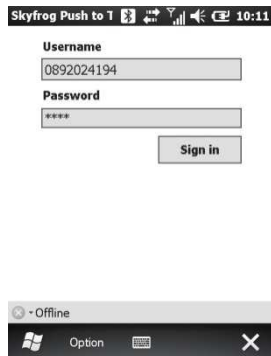 Skyfrog Push to T 10:11
Username
0892024194
Password
****
Sign in
Offline
Option